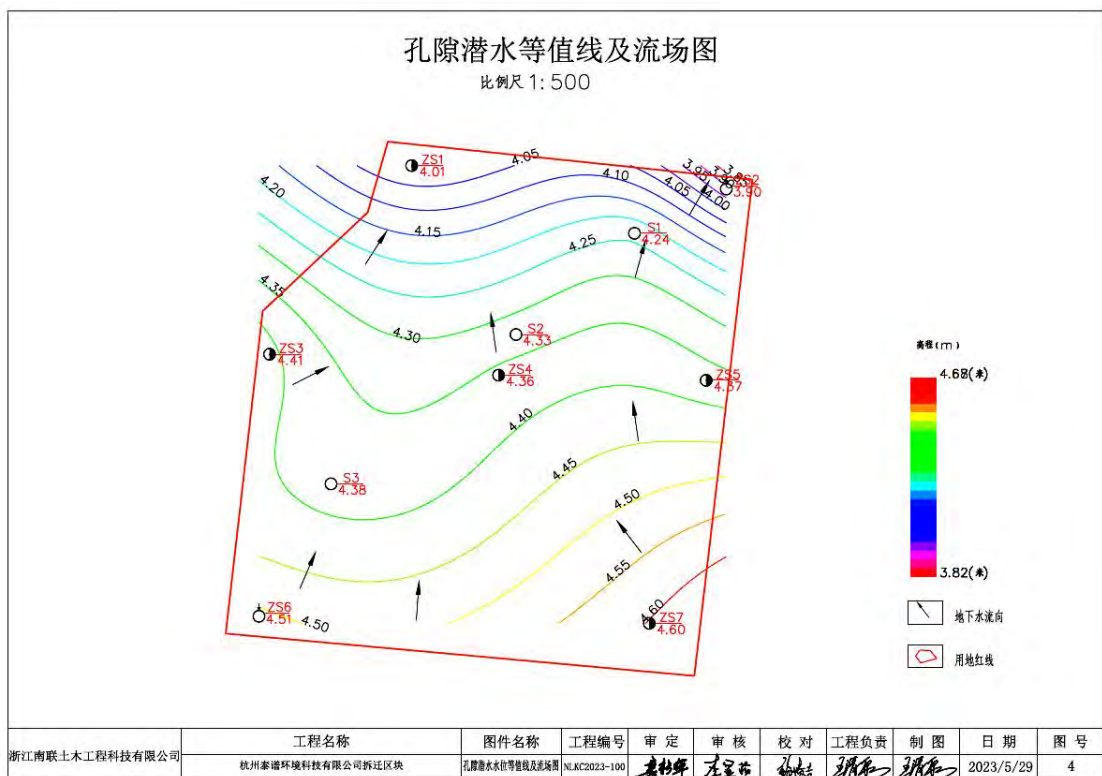 孔隙潜水等值线及流场图
比例尺 1:500
ZS1
4.01
4.05
4.10
3.95
4.05
4.00
ZS2
3.90
4.20
4.15
S1
4.24
4.25
4.35
4.30
S2
4.33
ZS3
4.41
ZS4
4.36
ZS5
4.37
4.40
S3
4.38
4.45
4.50
4.55
ZS6
4.51
4.50
4.60
ZS7
4.60
高程(m)
4.68(米)
3.82(米)
地下水流向
用地红线
浙江南联土木工程科技有限公司
工程名称 图件名称 工程编号 审 定 审 核 校 对 工程负责 制 图 日 期 图 号
杭州泰谱环境科技有限公司拆迁区块 孔隙潜水水位等值线及流场图 NLKC2023-100 2023/5/29 4